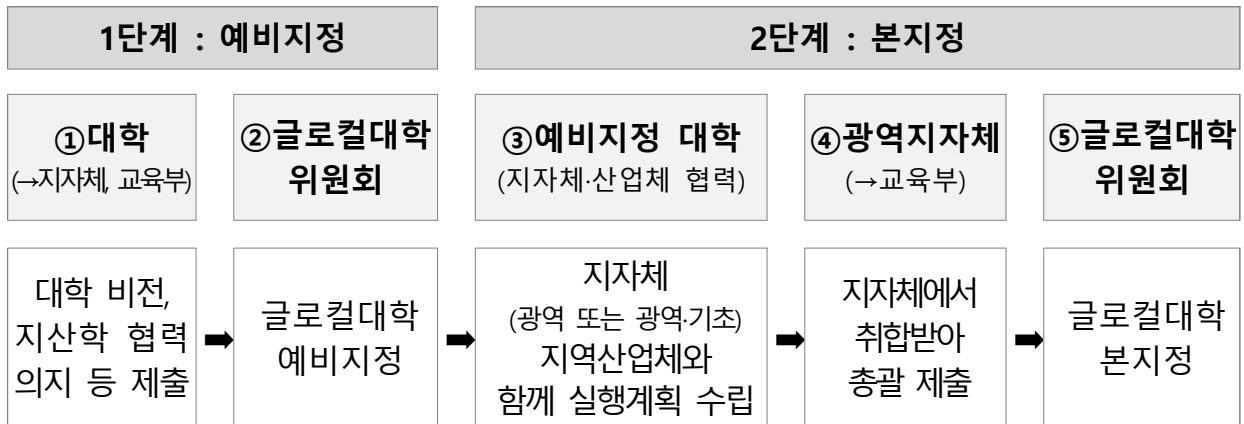 1단계 : 예비지정
2단계 : 본지정
①대학
(→지자체, 교육부)
②글로컬대학
위원회
③예비지정 대학
(지자체·산업체 협력)
④광역지자체
(→교육부)
⑤글로컬대학
위원회
대학 비전,
지산학 협력
의지 등 제출
➡
글로컬대학
예비지정
➡
지자체
(광역 또는 광역·기초)
지역산업체와
함께 실행계획 수립
➡
지자체에서
취합받아
총괄 제출
➡
글로컬대학
본지정